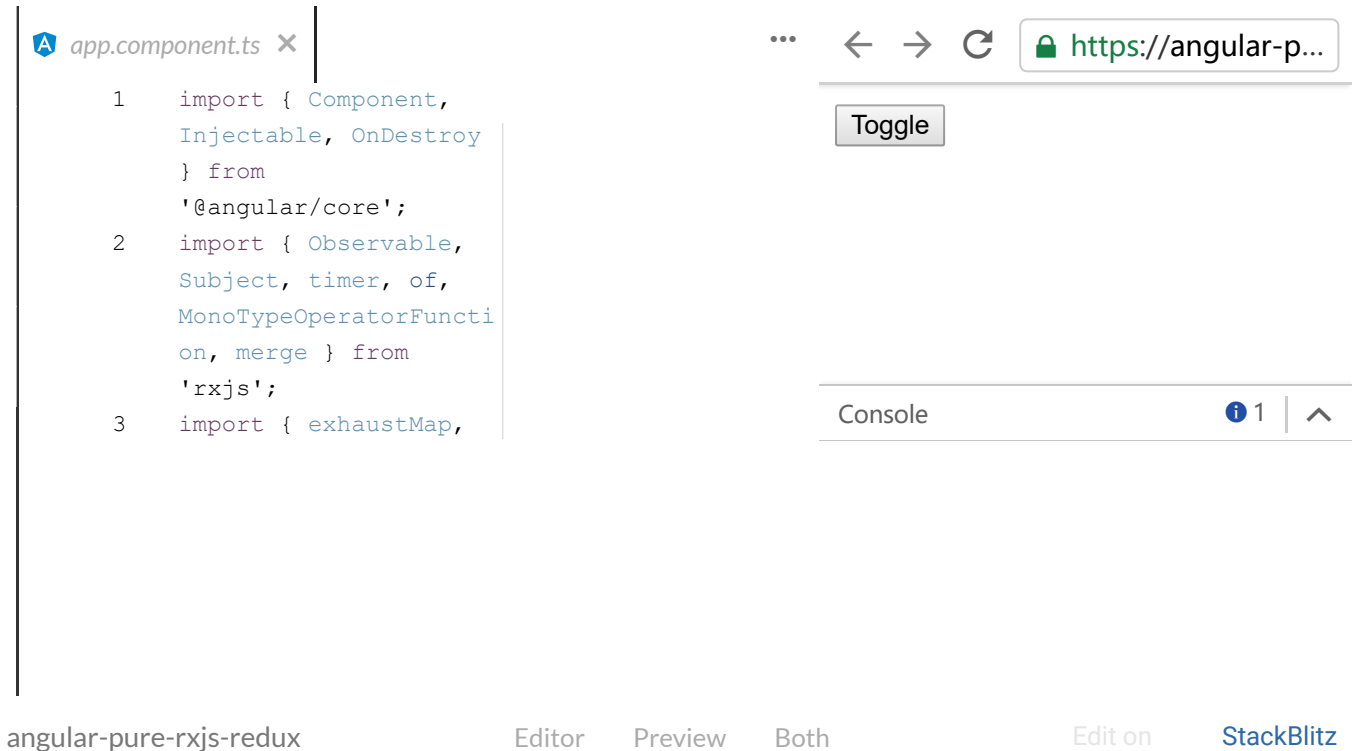 app.component.ts ×
1 import { Component,
Injectable, OnDestroy
} from
'@angular/core';
2 import { Observable,
Subject, timer, of,
MonoTypeOperatorFuncti
on, merge } from
'rxjs';
3 import { exhaustMap,
https://angular-p...
Toggle
Console 1
angular-pure-rxjs-redux Editor Preview Both Edit on StackBlitz